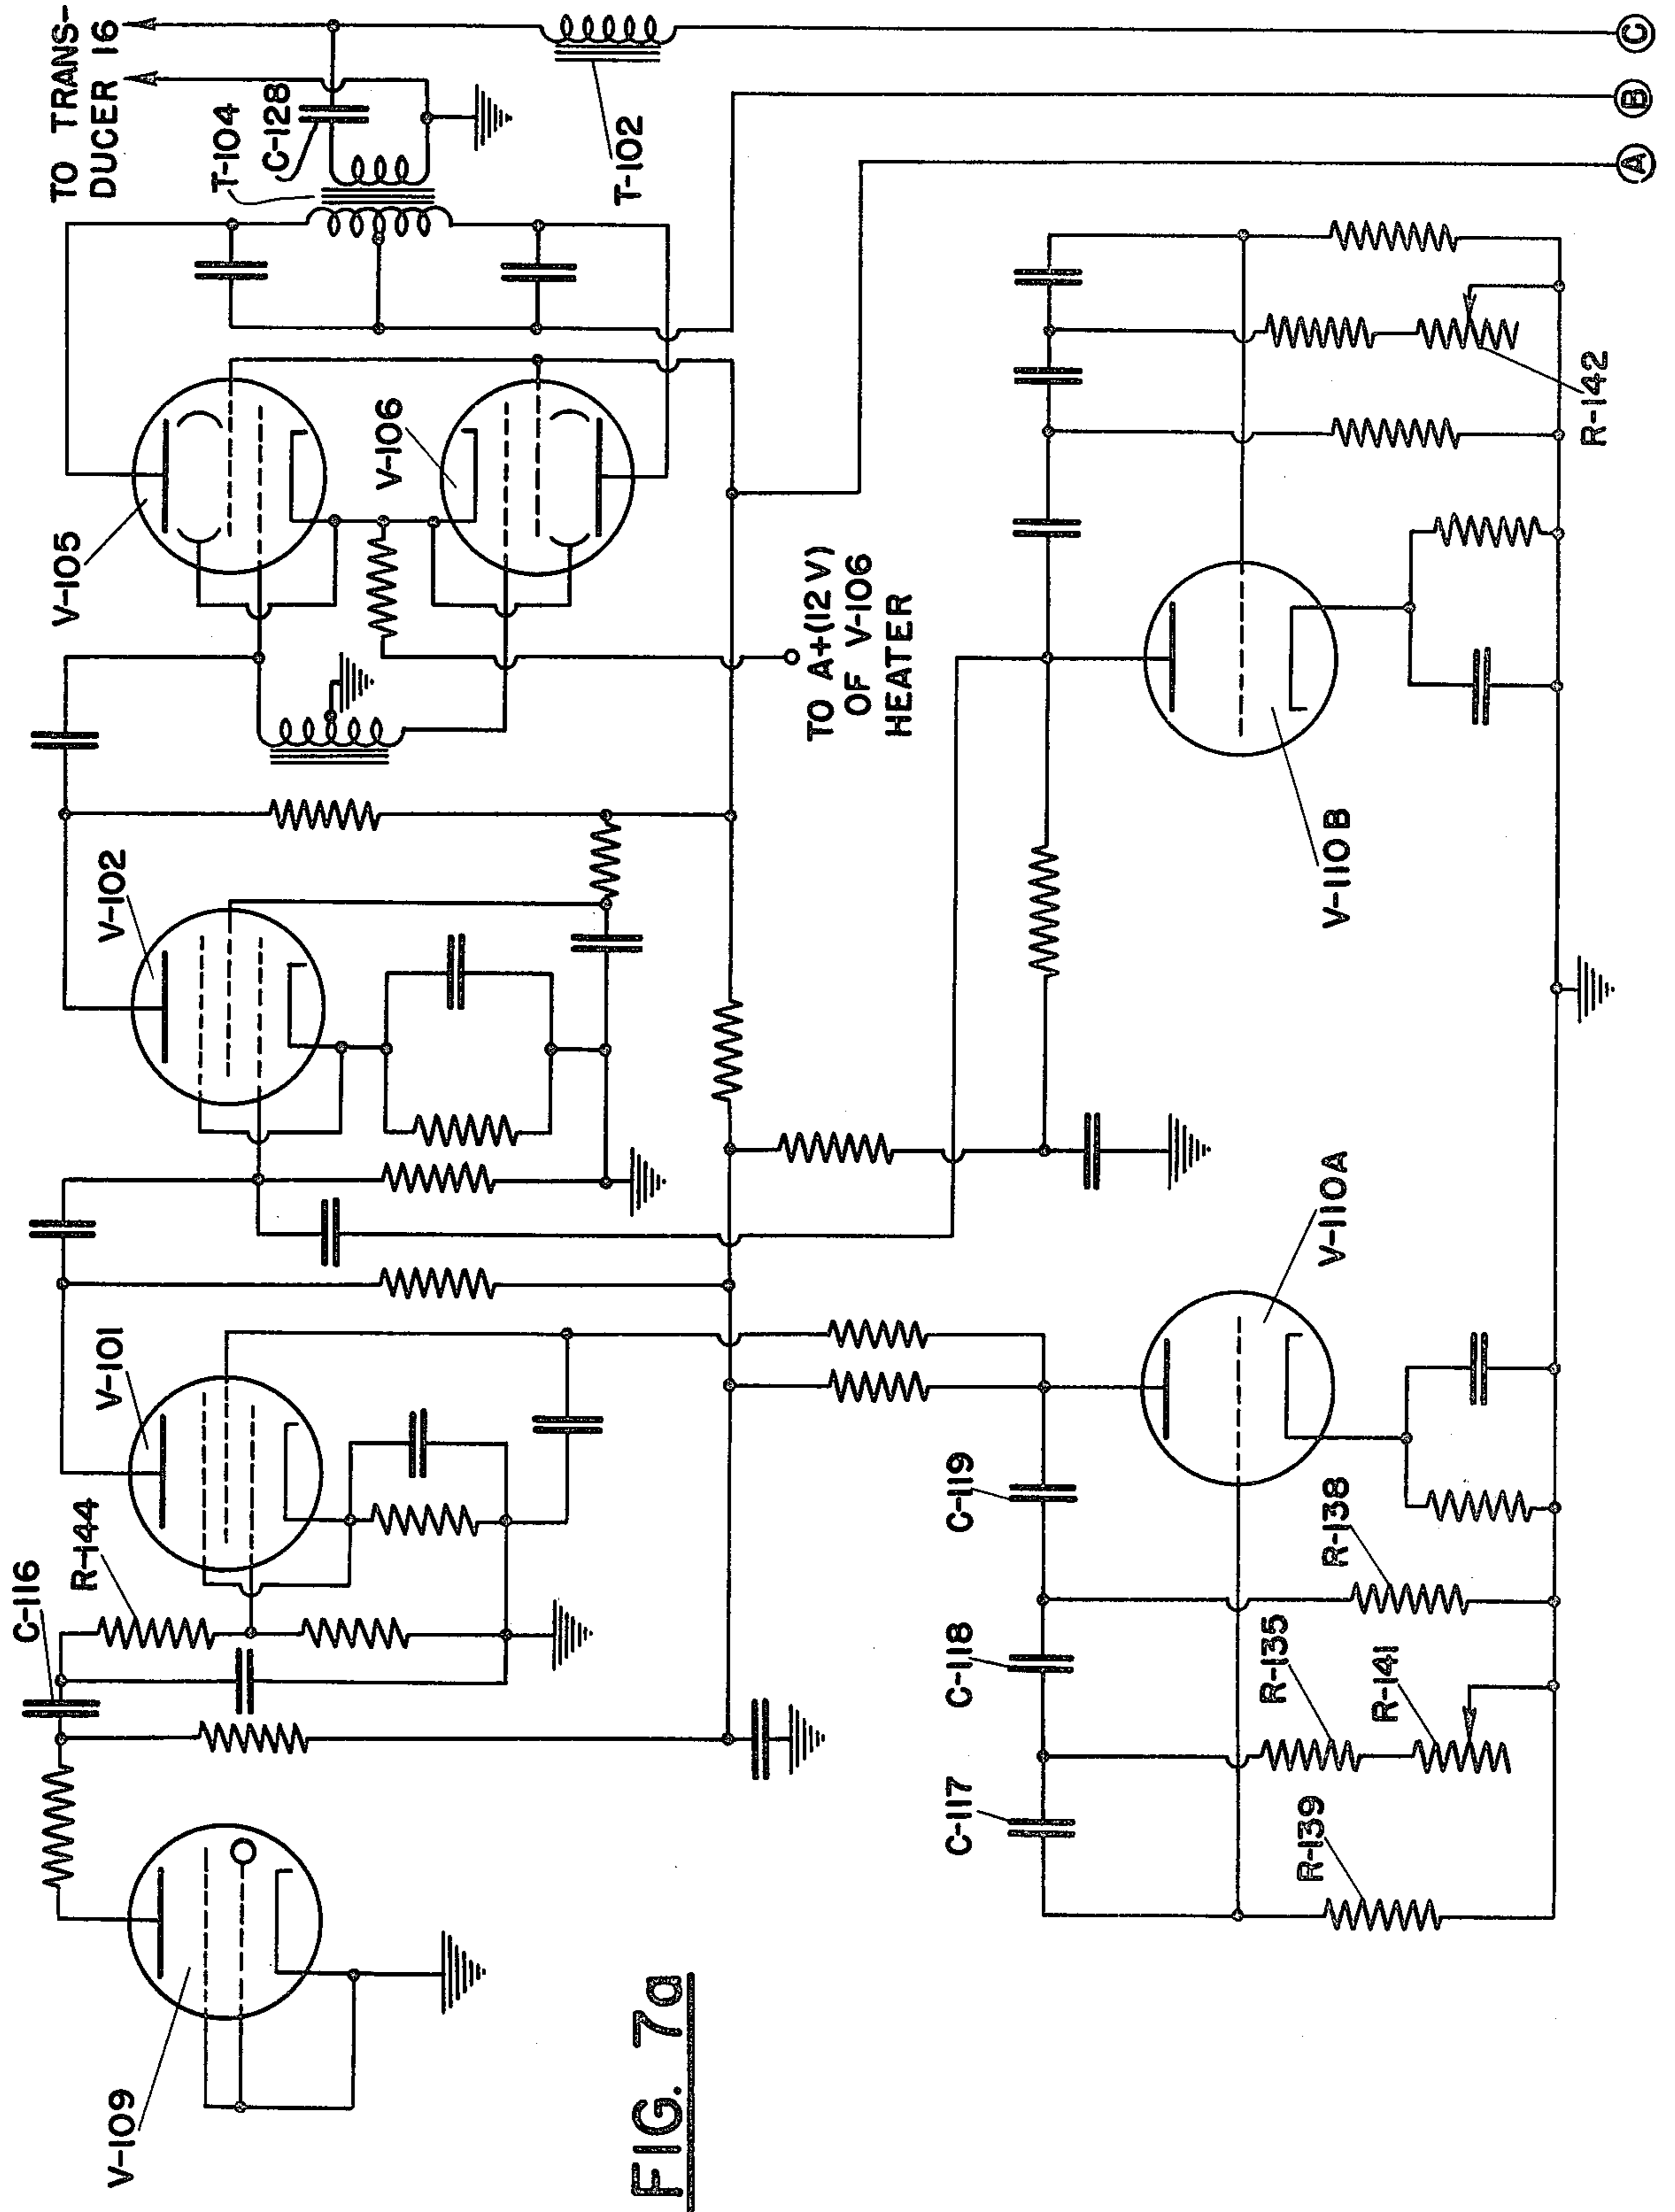 TO TRANS-
DUCER 16
T-104
C-128
T-102
V-105
V-106
V-102
TO A+(12 V)
OF V-106
HEATER
V-101
R-144
C-116
V-109
A
B
C
R-142
V-110B
V-110A
C-119
C-118
C-117
R-138
R-135
R-141
R-139
FIG. 7a